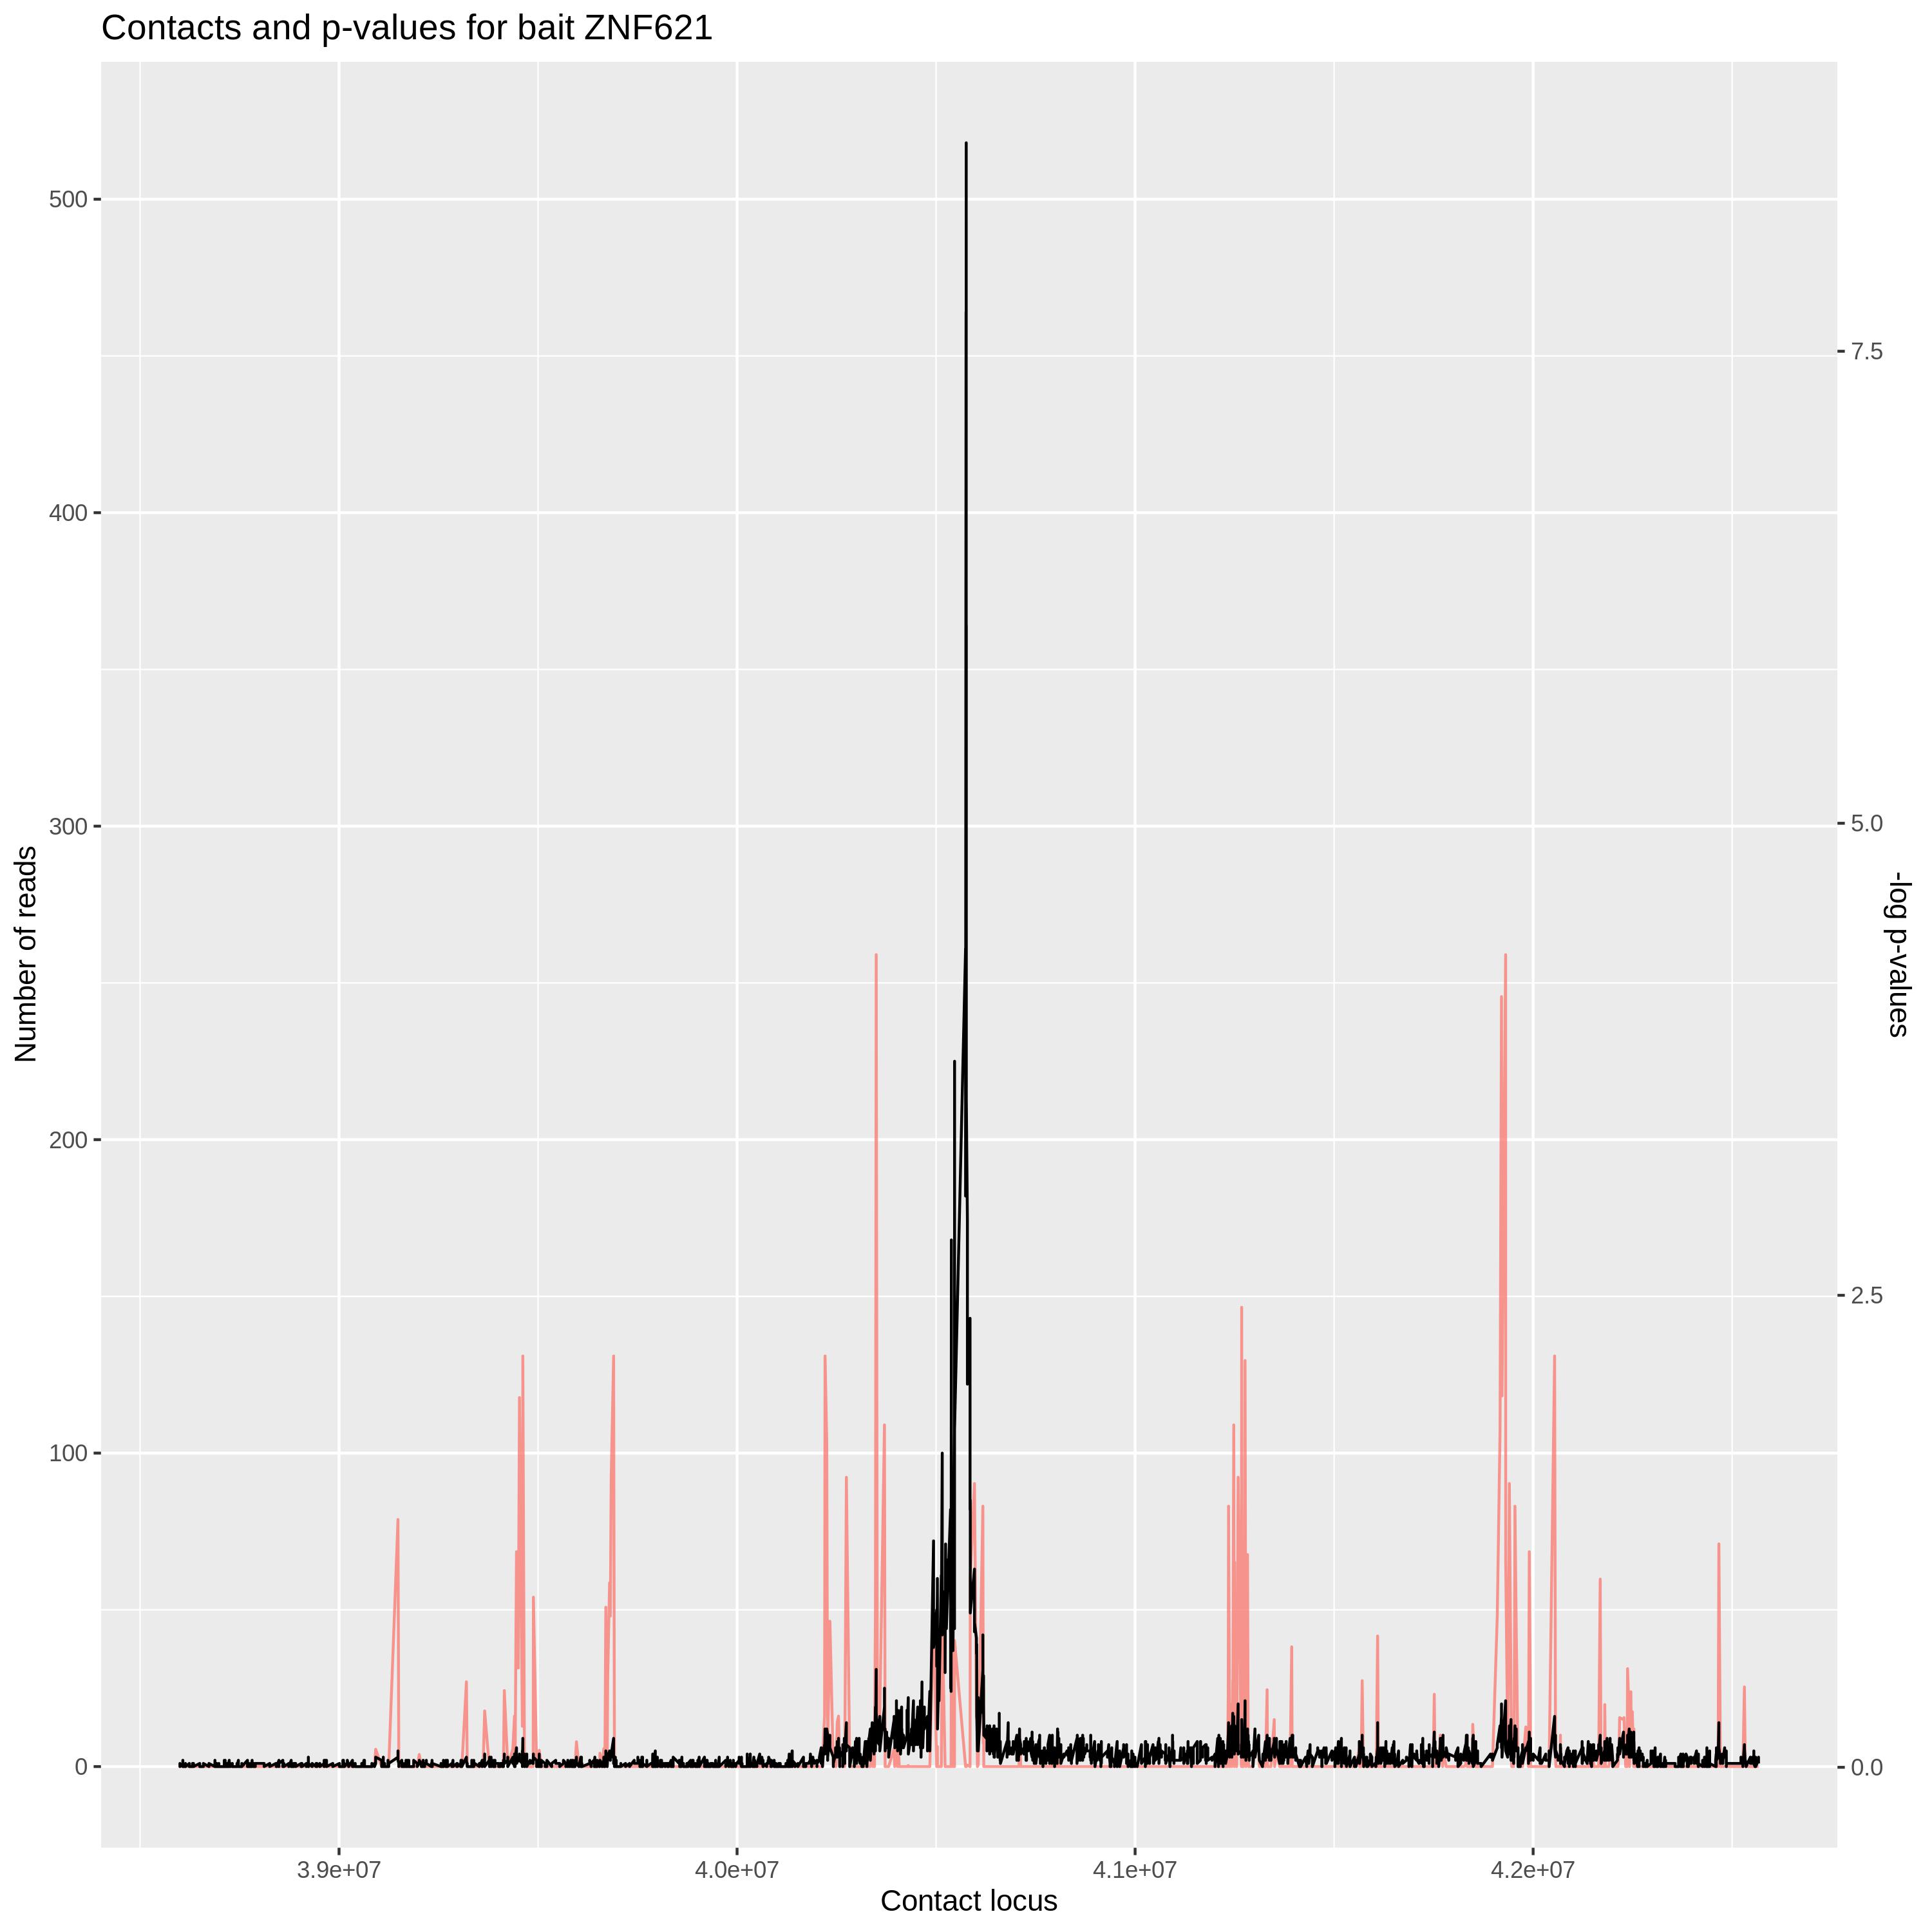 Contacts and p-values for bait ZNF621
500
400
300
200
100
0
Number of reads
7.5
5.0
2.5
0.0
-log p-values
3.9e+07
4.0e+07
4.1e+07
4.2e+07
Contact locus